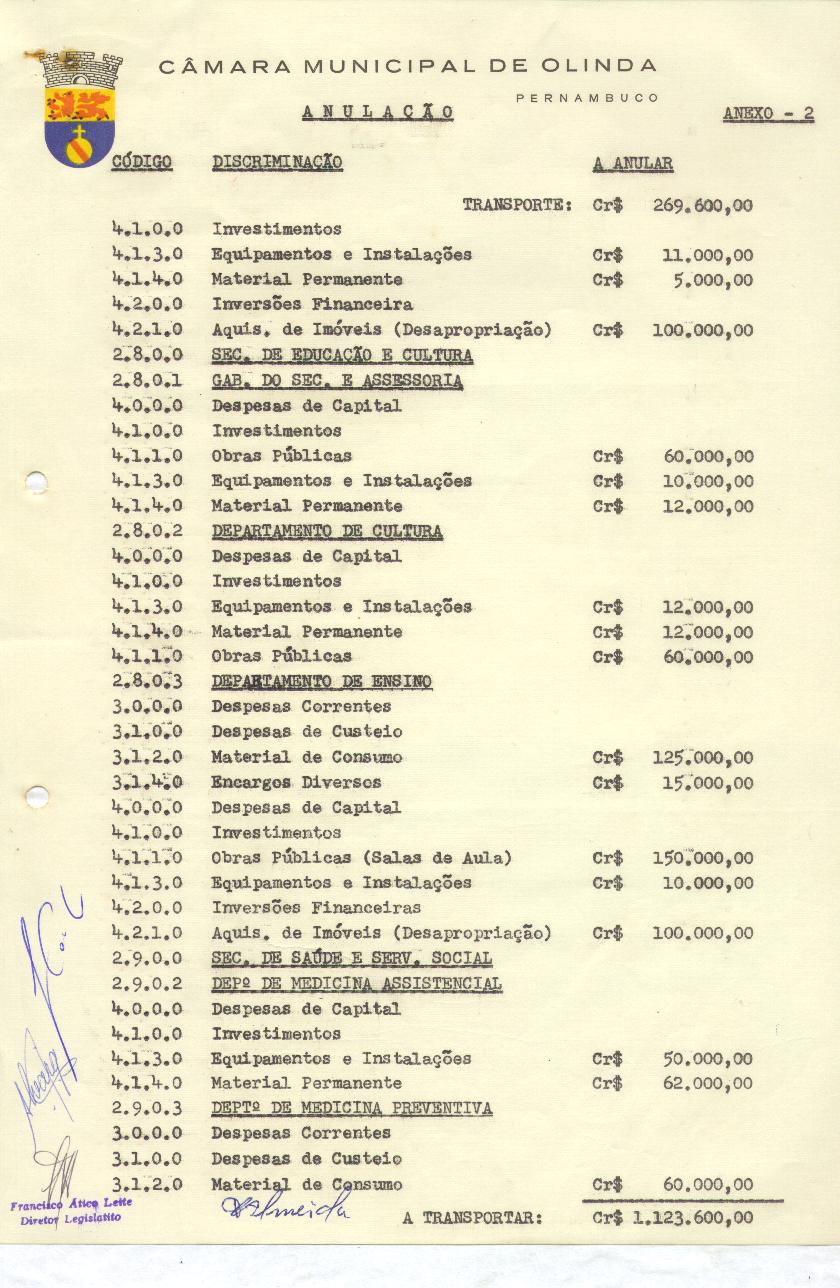 CÂMARA MUNICIPAL DE OLINDA
PERNAMBUCO
ANULAÇÃO
ANEXO - 2
CÓDIGO DISCRIMINAÇÃO A ANULAR
TRANSPORTE: Cr$ 269.600,00
4.1.0.0 Investimentos
4.1.3.0 Equipamentos e Instalações Cr$ 11.000,00
4.1.4.0 Material Permanente Cr$ 5.000,00
4.2.0.0 Inversões Financeira
4.2.1.0 Aquis. de Imóveis (Desapropriação) Cr$ 100.000,00
2.8.0.0 SEC. DE EDUCAÇÃO E CULTURA
2.8.0.1 GAB. DO SEC. E ASSESSORIA
4.0.0.0 Despesas de Capital
4.1.0.0 Investimentos
4.1.1.0 Obras Públicas Cr$ 60.000,00
4.1.3.0 Equipamentos e Instalações Cr$ 10.000,00
4.1.4.0 Material Permanente Cr$ 12.000,00
2.8.0.2 DEPARTAMENTO DE CULTURA
4.0.0.0 Despesas de Capital
4.1.0.0 Investimentos
4.1.3.0 Equipamentos e Instalações Cr$ 12.000,00
4.1.4.0 Material Permanente Cr$ 12.000,00
4.1.1.0 Obras Públicas Cr$ 60.000,00
2.8.0.3 DEPARTAMENTO DE ENSINO
3.0.0.0 Despesas Correntes
3.1.0.0 Despesas de Custeio
3.1.2.0 Material de Consumo Cr$ 125.000,00
3.1.4.0 Encargos Diversos Cr$ 15.000,00
4.0.0.0 Despesas de Capital
4.1.0.0 Investimentos
4.1.1.0 Obras Públicas (Salas de Aula) Cr$ 150.000,00
4.1.3.0 Equipamentos e Instalações Cr$ 10.000,00
4.2.0.0 Inversões Financeiras
4.2.1.0 Aquis. de Imóveis (Desapropriação) Cr$ 100.000,00
2.9.0.0 SEC. DE SAÚDE E SERV. SOCIAL
2.9.0.2 DEPº DE MEDICINA ASSISTENCIAL
4.0.0.0 Despesas de Capital
4.1.0.0 Investimentos
4.1.3.0 Equipamentos e Instalações Cr$ 50.000,00
4.1.4.0 Material Permanente Cr$ 62.000,00
2.9.0.3 DEPTº DE MEDICINA PREVENTIVA
3.0.0.0 Despesas Correntes
3.1.0.0 Despesas de Custeio
3.1.2.0 Material de Consumo Cr$ 60.000,00
Francisco Ático Leite
Diretor Legislatito
Almeida
A TRANSPORTAR: Cr$ 1.123.600,00